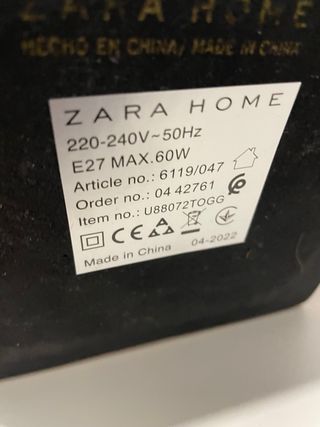 ZARA HOME
HECHO EN CHINA/ MADE IN CHINA
ZARA HOME
220-240V~50Hz
E27 MAX.60W
Article no.: 6119/047
Order no.: 04 42761
Item no.: U88072TOGG
CE
Made in China 04-2022